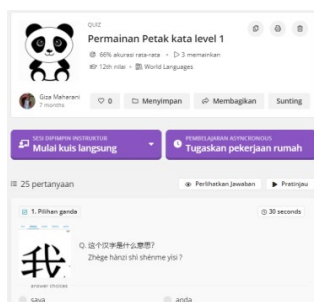 QUIZ
Permainan Petak kata level 1
66% akurasi rata-rata • 3 memainkan
12th nilai • World Languages
Giza Maharani
7 months
0
Menyimpan
Membagikan
Sunting
SESI DIPIMPIN INSTRUKTUR
Mulai kuis langsung
PEMBELAJARAN ASYNCRONOUS
Tugaskan pekerjaan rumah
25 pertanyaan
Perlihatkan Jawaban
Pratinjau
1. Pilihan ganda
30 seconds
我
Q. 这个汉字是什么意思?
Zhège hànzì shì shénme yìsi ?
answer choices
saya
anda